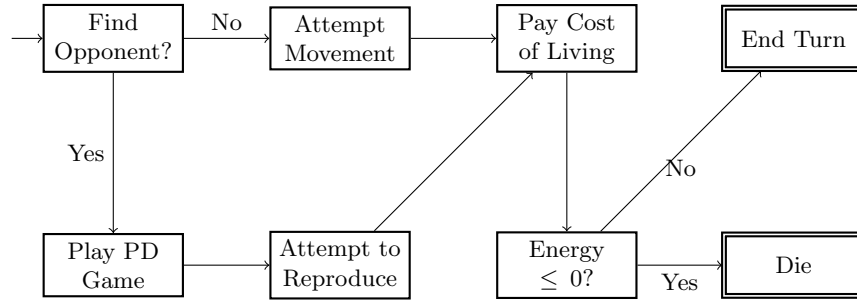 Find
Opponent?
No
Attempt
Movement
Pay Cost
of Living
End Turn
Yes
No
Play PD
Game
Attempt to
Reproduce
Energy
≤ 0?
Yes
Die